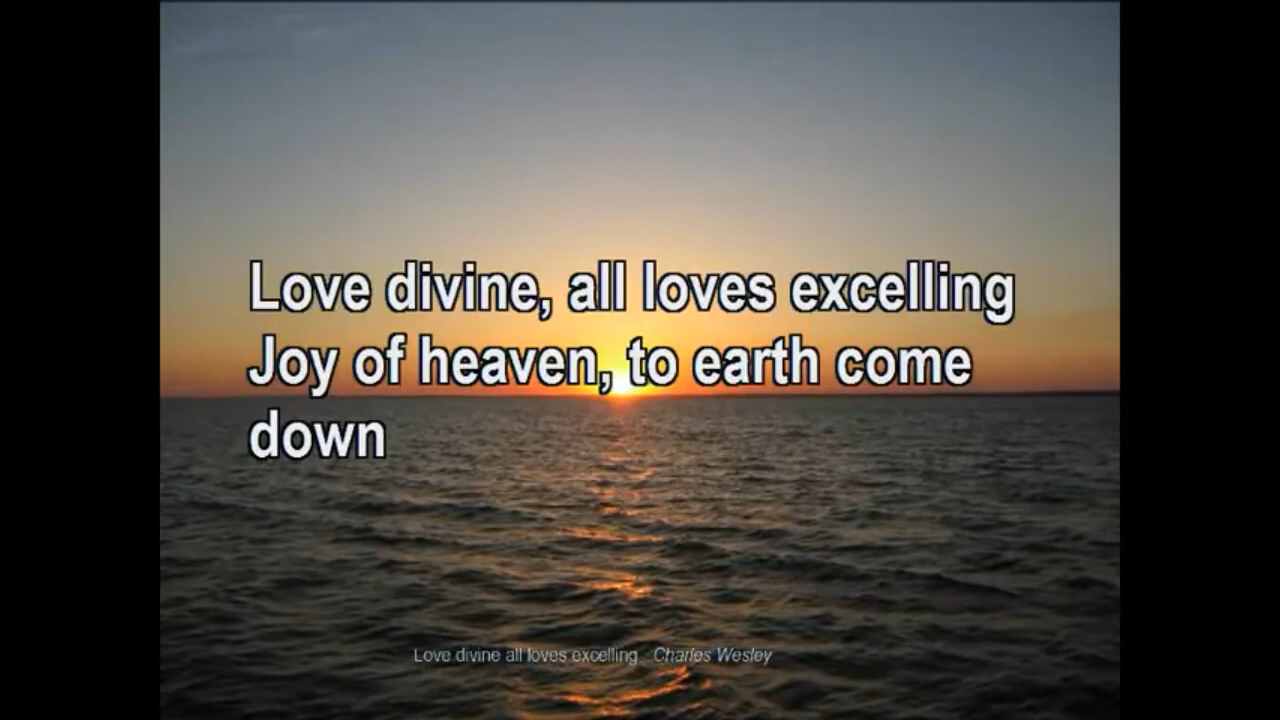 Love divine, all loves excelling
Joy of heaven, to earth come
down
Love divine all loves excelling Charles Wesley